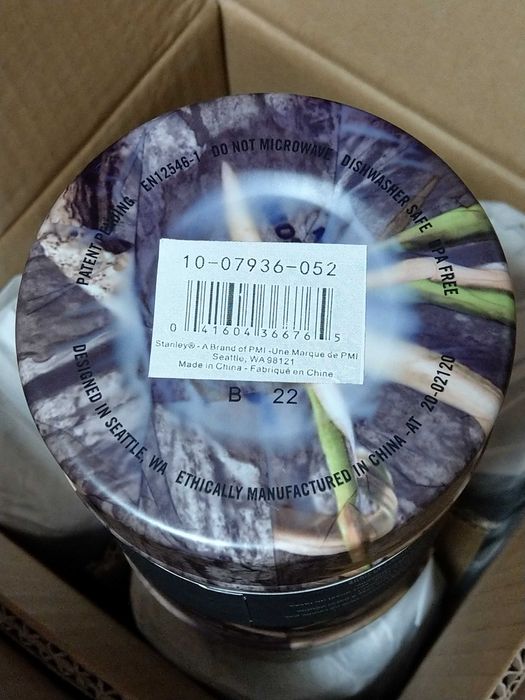 PATENT PENDING EN12546-1 DO NOT MICROWAVE DISHWASHER SAFE BPA FREE
10-07936-052
0 41604 36676 5
Stanley® - A Brand of PMI -Une Marque de PMI
Seattle, WA 98121
Made in China - Fabriqué en Chine
B 22
DESIGNED IN SEATTLE, WA ETHICALLY MANUFACTURED IN CHINA -AT 20-02120